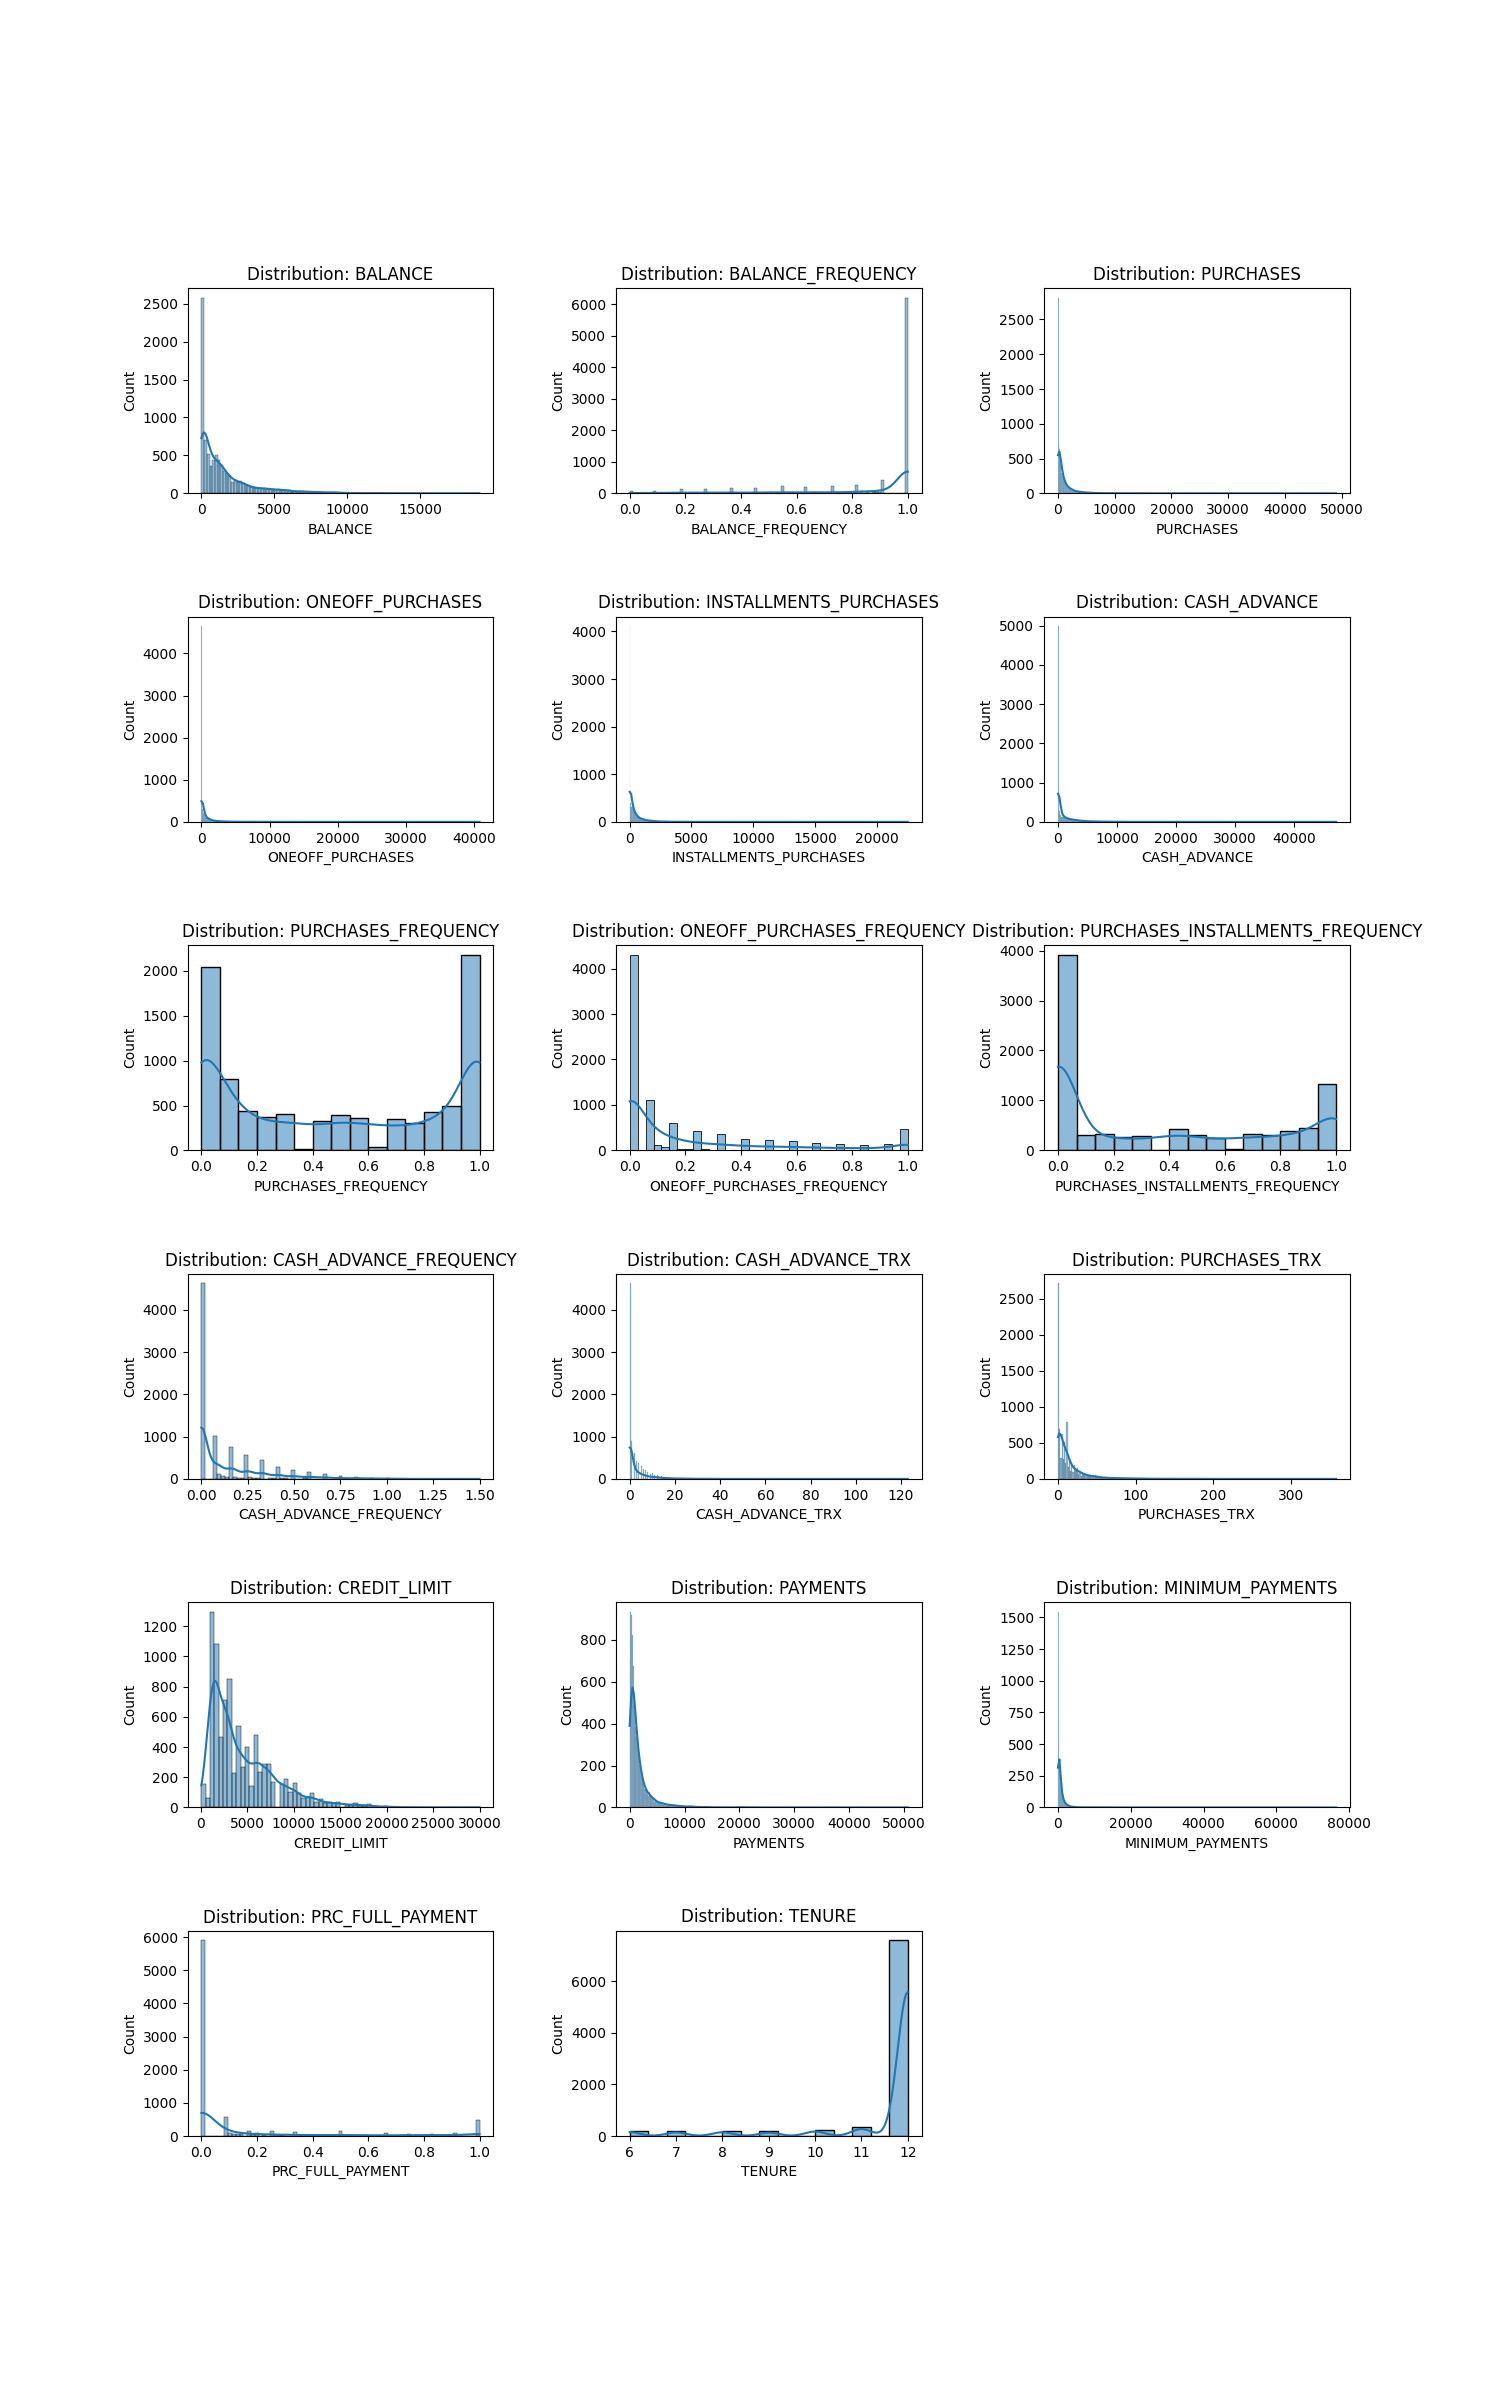 Distribution: BALANCE
Count
2500
2000
1500
1000
500
0
0 5000 10000 15000
BALANCE
Distribution: BALANCE_FREQUENCY
Count
6000
5000
4000
3000
2000
1000
0
0.0 0.2 0.4 0.6 0.8 1.0
BALANCE_FREQUENCY
Distribution: PURCHASES
Count
2500
2000
1500
1000
500
0
0 10000 20000 30000 40000 50000
PURCHASES
Distribution: ONEOFF_PURCHASES
Count
4000
3000
2000
1000
0
0 10000 20000 30000 40000
ONEOFF_PURCHASES
Distribution: INSTALLMENTS_PURCHASES
Count
4000
3000
2000
1000
0
0 5000 10000 15000 20000
INSTALLMENTS_PURCHASES
Distribution: CASH_ADVANCE
Count
5000
4000
3000
2000
1000
0
0 10000 20000 30000 40000
CASH_ADVANCE
Distribution: PURCHASES_FREQUENCY
Count
2000
1500
1000
500
0
0.0 0.2 0.4 0.6 0.8 1.0
PURCHASES_FREQUENCY
Distribution: ONEOFF_PURCHASES_FREQUENCY
Count
4000
3000
2000
1000
0
0.0 0.2 0.4 0.6 0.8 1.0
ONEOFF_PURCHASES_FREQUENCY
Distribution: PURCHASES_INSTALLMENTS_FREQUENCY
Count
4000
3000
2000
1000
0
0.0 0.2 0.4 0.6 0.8 1.0
PURCHASES_INSTALLMENTS_FREQUENCY
Distribution: CASH_ADVANCE_FREQUENCY
Count
4000
3000
2000
1000
0
0.00 0.25 0.50 0.75 1.00 1.25 1.50
CASH_ADVANCE_FREQUENCY
Distribution: CASH_ADVANCE_TRX
Count
4000
3000
2000
1000
0
0 20 40 60 80 100 120
CASH_ADVANCE_TRX
Distribution: PURCHASES_TRX
Count
2500
2000
1500
1000
500
0
0 100 200 300
PURCHASES_TRX
Distribution: CREDIT_LIMIT
Count
1200
1000
800
600
400
200
0
0 5000 10000 15000 20000 25000 30000
CREDIT_LIMIT
Distribution: PAYMENTS
Count
800
600
400
200
0
0 10000 20000 30000 40000 50000
PAYMENTS
Distribution: MINIMUM_PAYMENTS
Count
1500
1250
1000
750
500
250
0
0 20000 40000 60000 80000
MINIMUM_PAYMENTS
Distribution: PRC_FULL_PAYMENT
Count
6000
5000
4000
3000
2000
1000
0
0.0 0.2 0.4 0.6 0.8 1.0
PRC_FULL_PAYMENT
Distribution: TENURE
Count
6000
4000
2000
0
6 7 8 9 10 11 12
TENURE